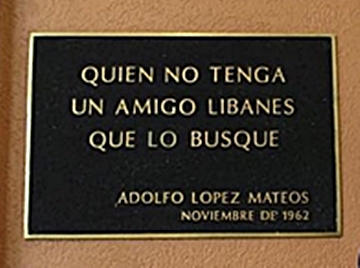 QUIEN NO TENGA
UN AMIGO LIBANES
QUE LO BUSQUE
ADOLFO LOPEZ MATEOS
NOVIEMBRE DE 1962